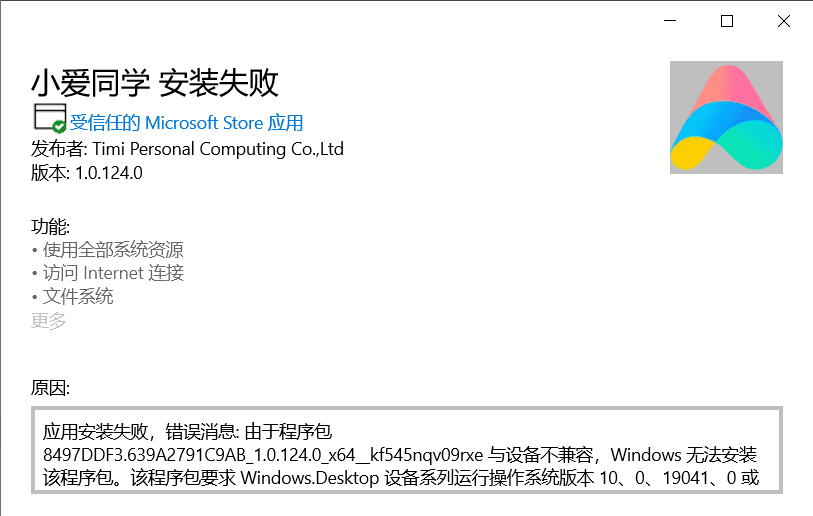 小爱同学 安装失败
受信任的 Microsoft Store 应用
发布者: Timi Personal Computing Co.,Ltd
版本: 1.0.124.0
功能:
• 使用全部系统资源
• 访问 Internet 连接
• 文件系统
更多
原因:
应用安装失败，错误消息: 由于程序包
8497DDF3.639A2791C9AB_1.0.124.0_x64__kf545nqv09rxe 与设备不兼容，Windows 无法安装
该程序包。该程序包要求 Windows.Desktop 设备系列运行操作系统版本 10、0、19041、0 或